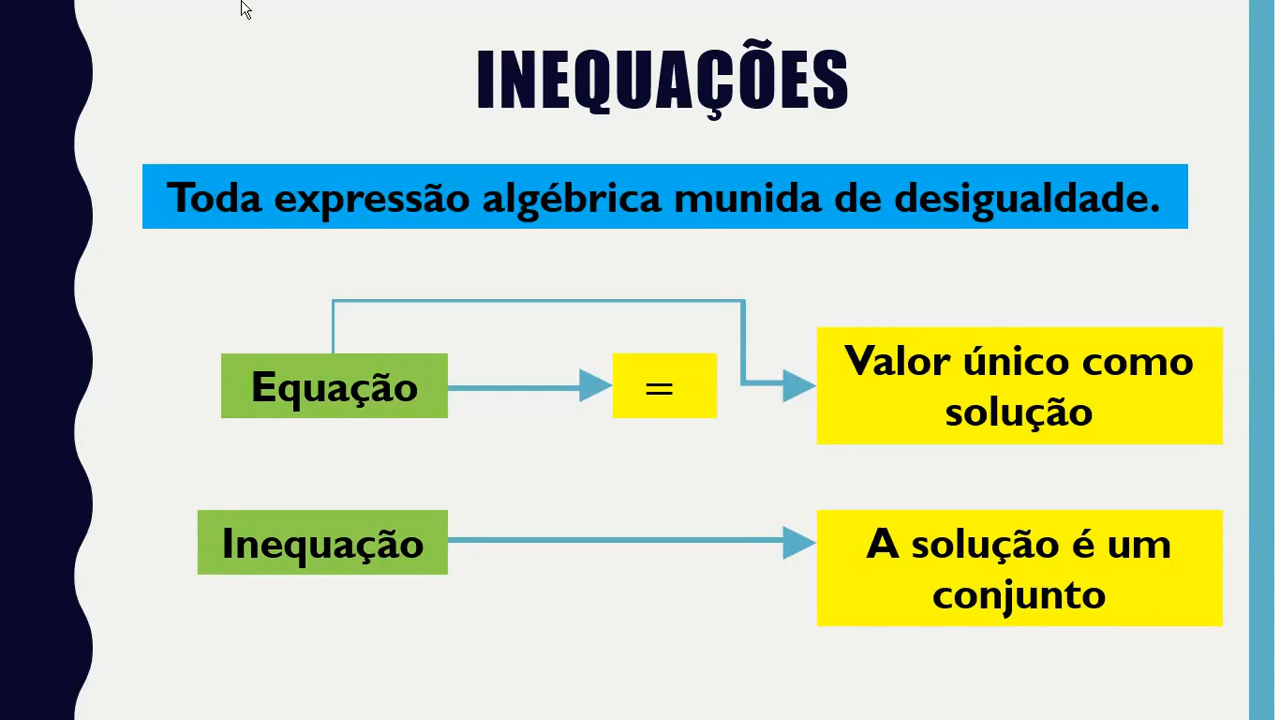 INEQUAÇÕES
Toda expressão algébrica munida de desigualdade.
Equação
=
Valor único como
solução
Inequação
A solução é um
conjunto